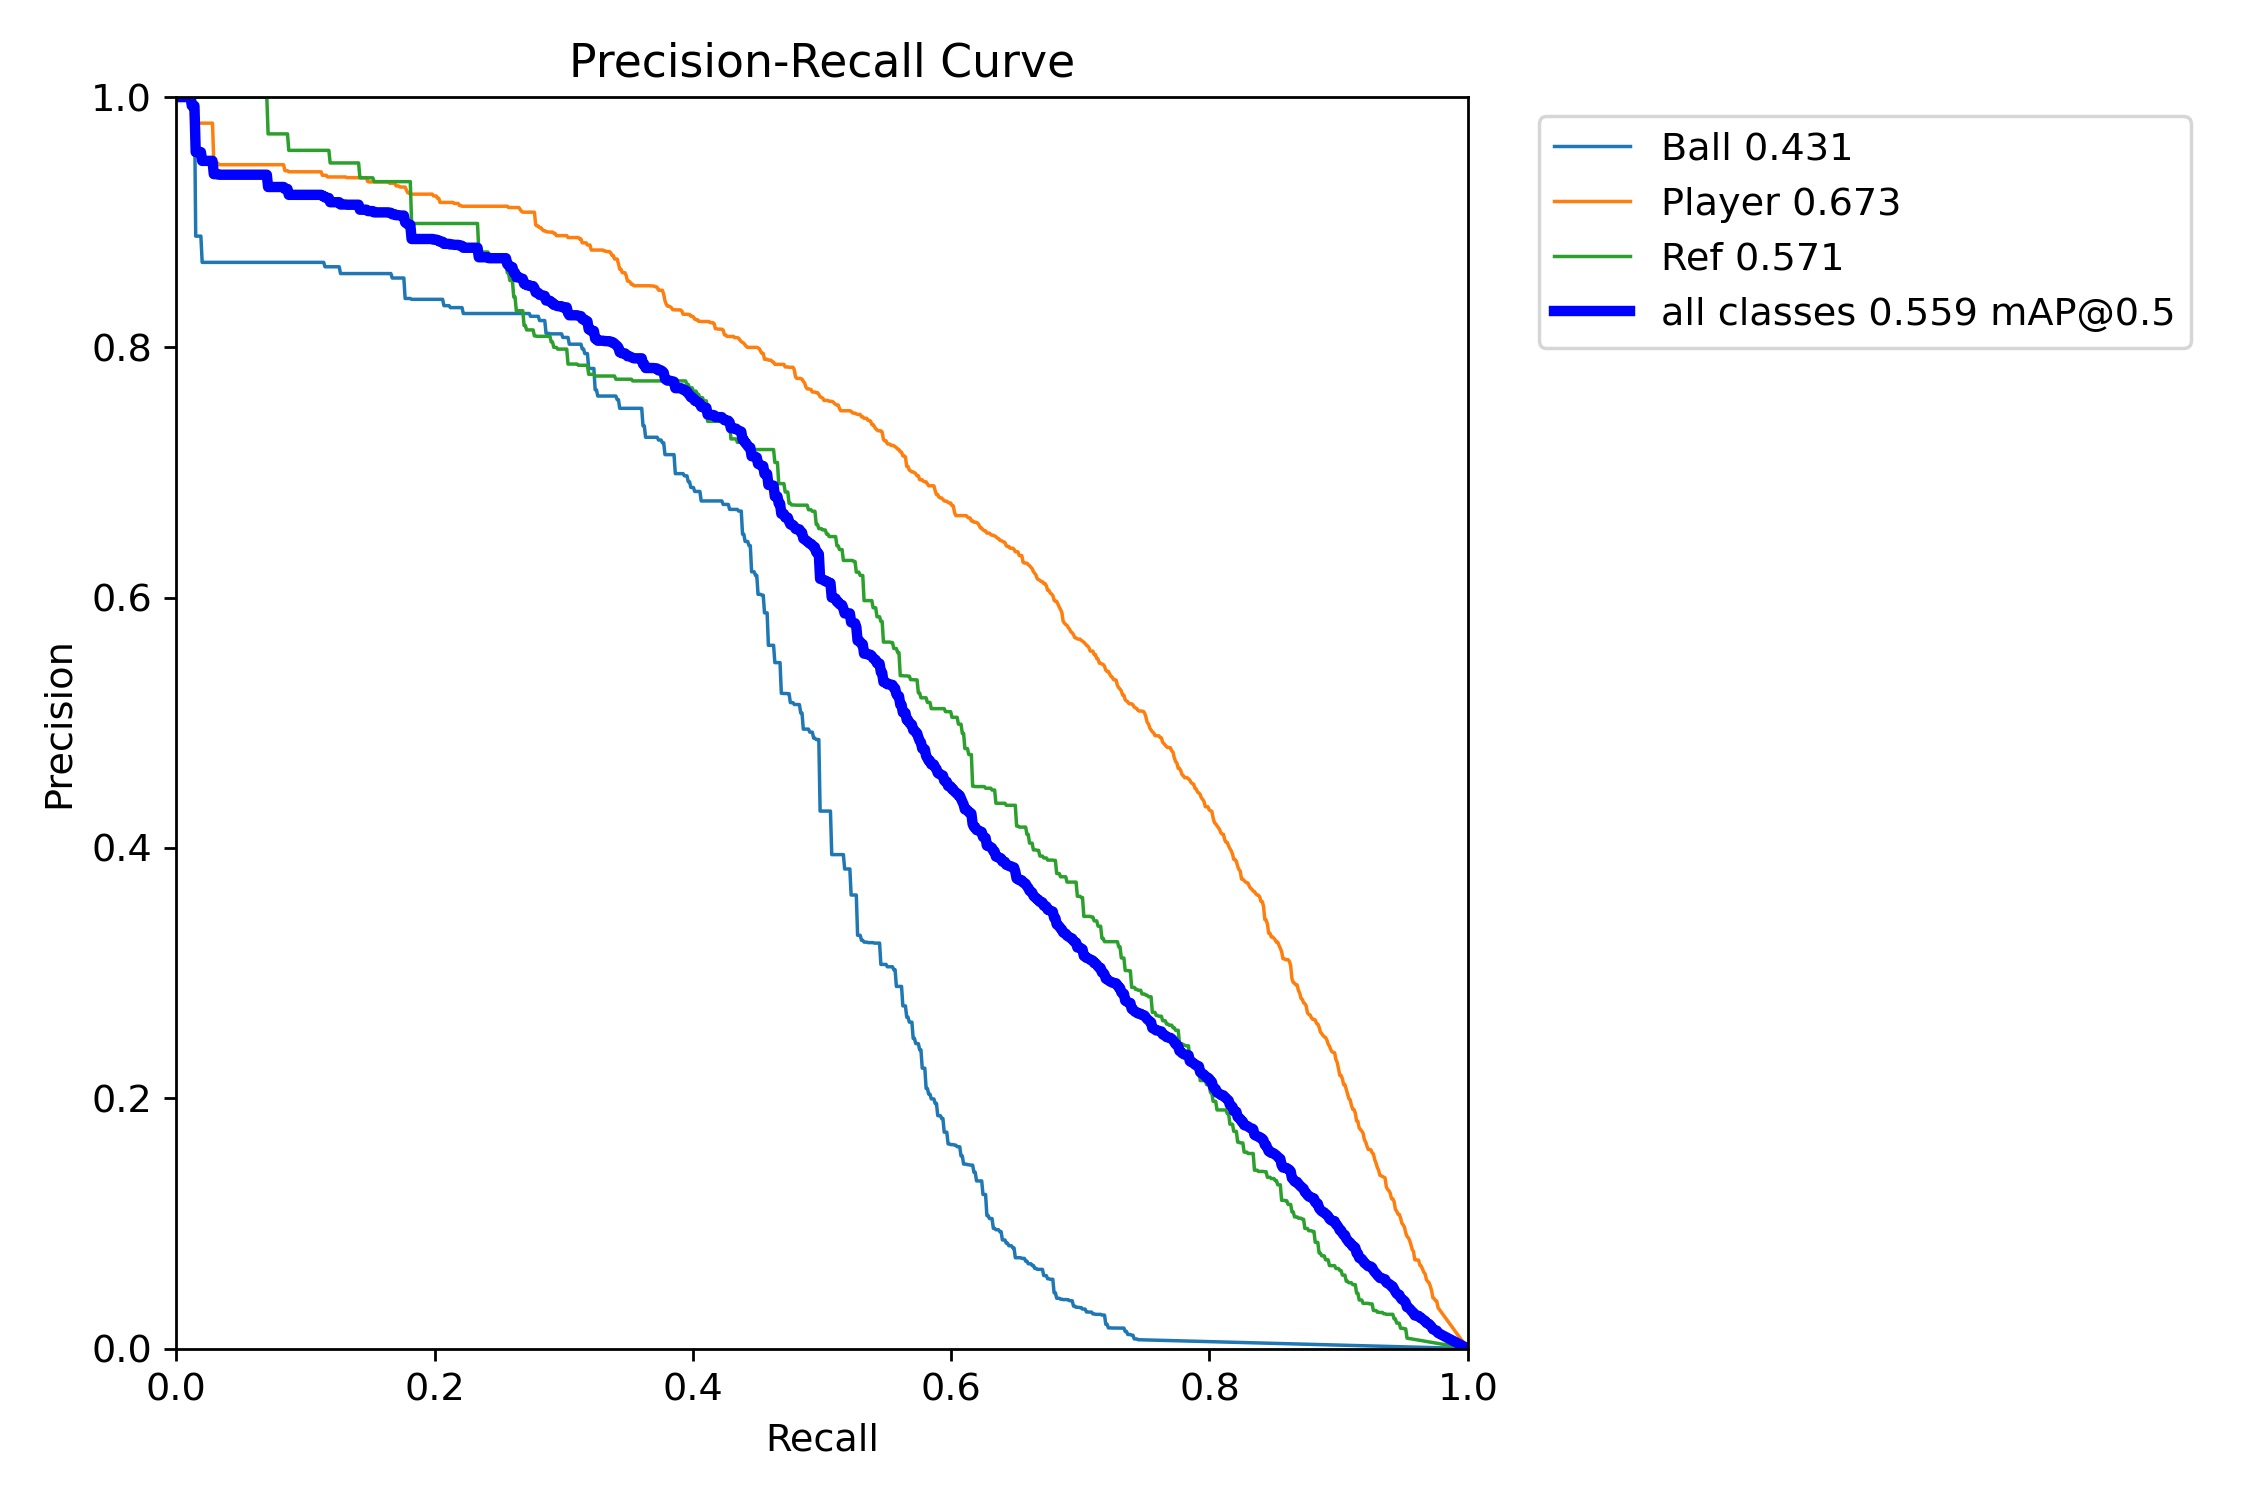 Precision-Recall Curve
1.0
0.8
0.6
0.4
0.2
0.0
Precision
0.0 0.2 0.4 0.6 0.8 1.0
Recall
Ball 0.431
Player 0.673
Ref 0.571
all classes 0.559 mAP@0.5